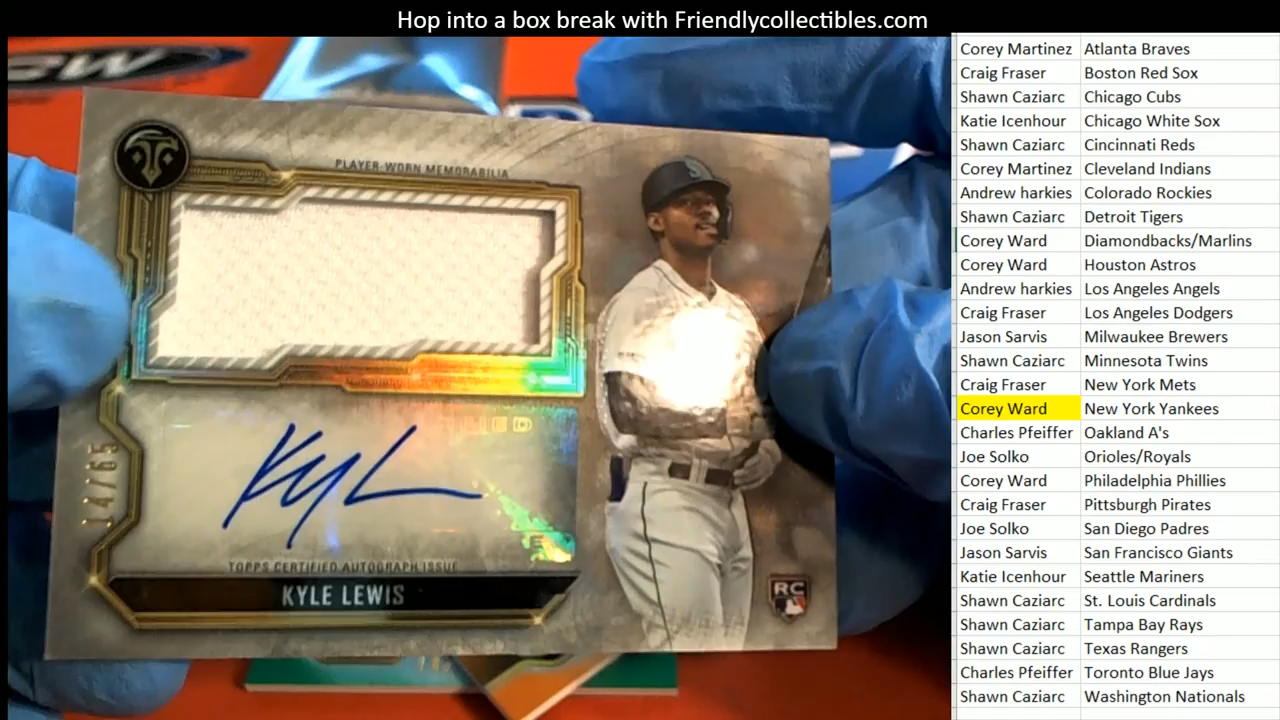 Hop into a box break with Friendlycollectibles.com
CW
PLAYER-WORN MEMORABILIA
14/65
TOPPS CERTIFIED AUTOGRAPH ISSUE
KYLE LEWIS
RC
Corey Martinez Atlanta Braves
Craig Fraser Boston Red Sox
Shawn Caziarc Chicago Cubs
Katie Icenhour Chicago White Sox
Shawn Caziarc Cincinnati Reds
Corey Martinez Cleveland Indians
Andrew harkies Colorado Rockies
Shawn Caziarc Detroit Tigers
Corey Ward Diamondbacks/Marlins
Corey Ward Houston Astros
Andrew harkies Los Angeles Angels
Craig Fraser Los Angeles Dodgers
Jason Sarvis Milwaukee Brewers
Shawn Caziarc Minnesota Twins
Craig Fraser New York Mets
Corey Ward New York Yankees
Charles Pfeiffer Oakland A's
Joe Solko Orioles/Royals
Corey Ward Philadelphia Phillies
Craig Fraser Pittsburgh Pirates
Joe Solko San Diego Padres
Jason Sarvis San Francisco Giants
Katie Icenhour Seattle Mariners
Shawn Caziarc St. Louis Cardinals
Shawn Caziarc Tampa Bay Rays
Shawn Caziarc Texas Rangers
Charles Pfeiffer Toronto Blue Jays
Shawn Caziarc Washington Nationals